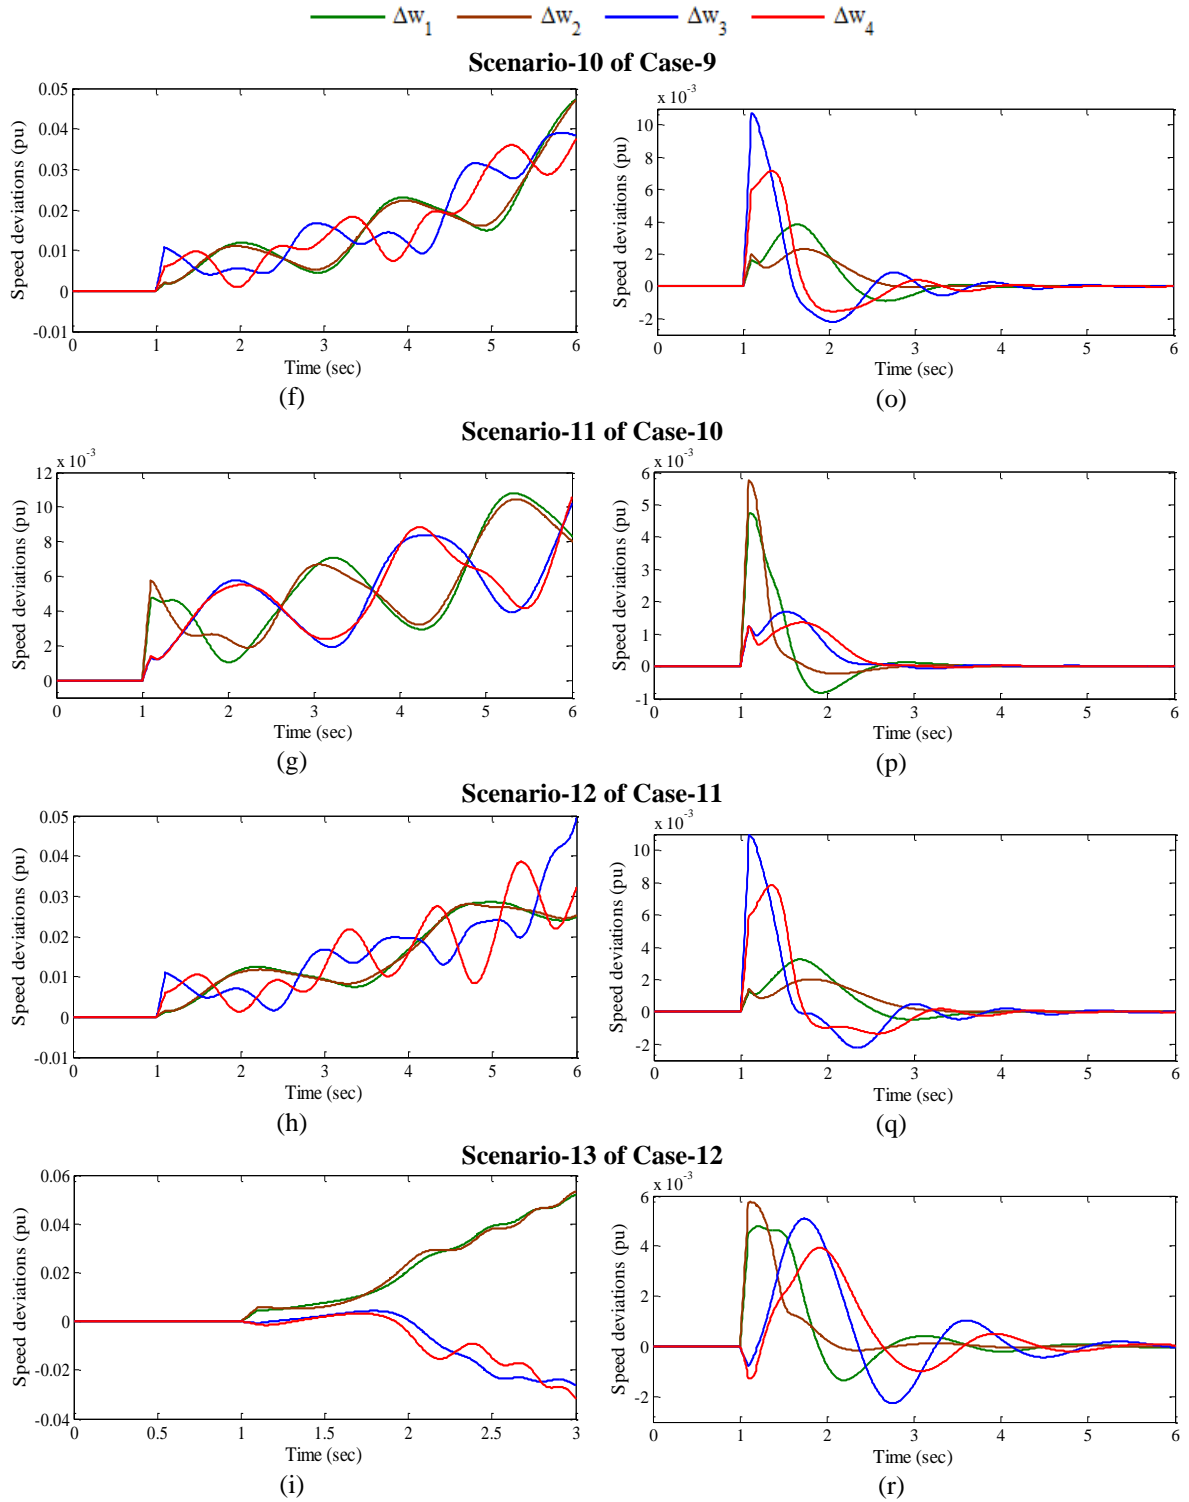 Δw1 Δw2 Δw3 Δw4
Scenario-10 of Case-9
0.05
0.04
0.03
0.02
0.01
0
-0.01
Speed deviations (pu)
0 1 2 3 4 5 6
Time (sec)
(f)
x 10-3
10
8
6
4
2
0
-2
Speed deviations (pu)
0 1 2 3 4 5 6
Time (sec)
(o)
Scenario-11 of Case-10
x 10-3
12
10
8
6
4
2
0
Speed deviations (pu)
0 1 2 3 4 5 6
Time (sec)
(g)
x 10-3
6
5
4
3
2
1
0
-1
Speed deviations (pu)
0 1 2 3 4 5 6
Time (sec)
(p)
Scenario-12 of Case-11
0.05
0.04
0.03
0.02
0.01
0
-0.01
Speed deviations (pu)
0 1 2 3 4 5 6
Time (sec)
(h)
x 10-3
10
8
6
4
2
0
-2
Speed deviations (pu)
0 1 2 3 4 5 6
Time (sec)
(q)
Scenario-13 of Case-12
0.06
0.04
0.02
0
-0.02
-0.04
Speed deviations (pu)
0 0.5 1 1.5 2 2.5 3
Time (sec)
(i)
x 10-3
6
4
2
0
-2
Speed deviations (pu)
0 1 2 3 4 5 6
Time (sec)
(r)